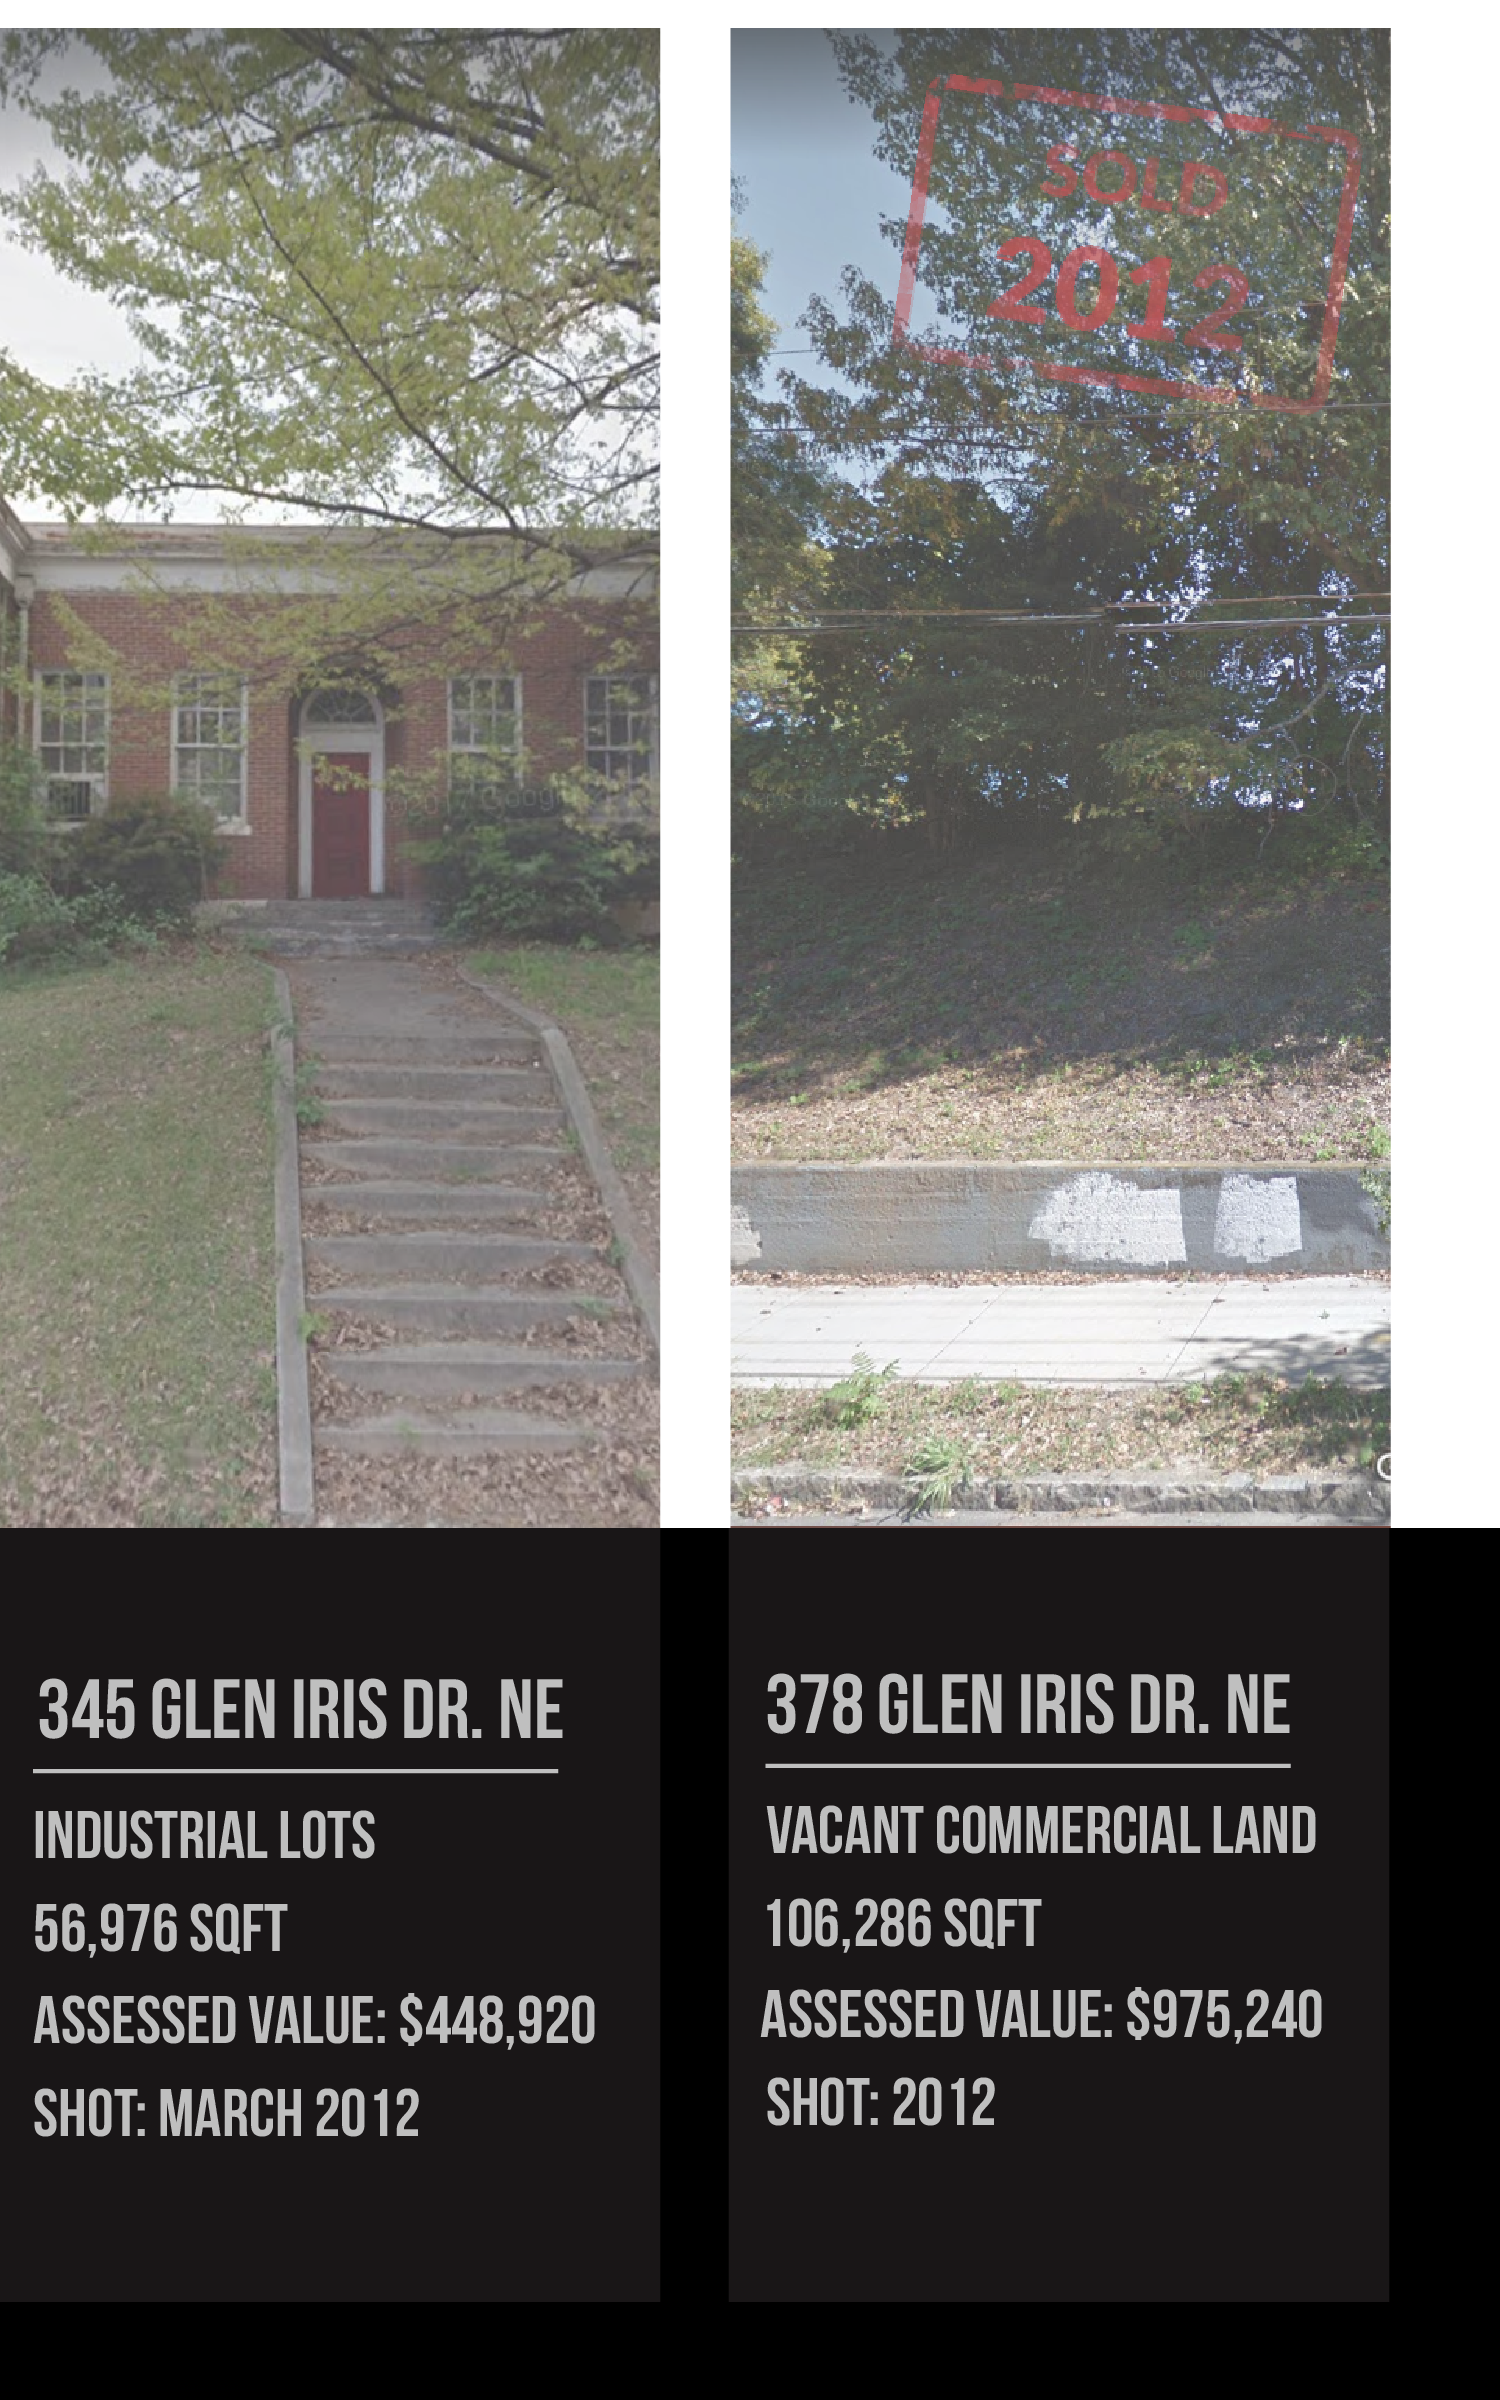 SOLD
2012
©2017 Google
345 GLEN IRIS DR. NE
INDUSTRIAL LOTS
56,976 SQFT
ASSESSED VALUE: $448,920
SHOT: MARCH 2012
378 GLEN IRIS DR. NE
VACANT COMMERCIAL LAND
106,286 SQFT
ASSESSED VALUE: $975,240
SHOT: 2012